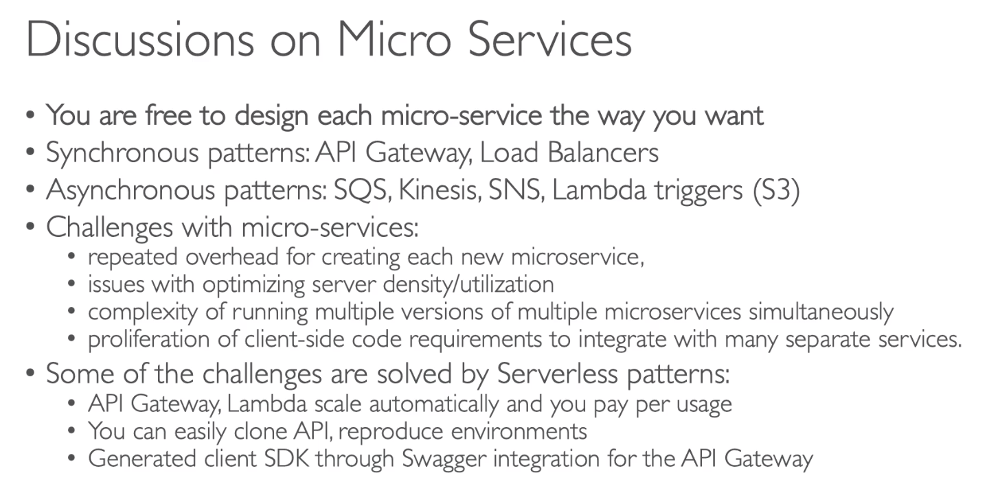 Discussions on Micro Services
• You are free to design each micro-service the way you want
• Synchronous patterns: API Gateway, Load Balancers
• Asynchronous patterns: SQS, Kinesis, SNS, Lambda triggers (S3)
• Challenges with micro-services:
• repeated overhead for creating each new microservice,
• issues with optimizing server density/utilization
• complexity of running multiple versions of multiple microservices simultaneously
• proliferation of client-side code requirements to integrate with many separate services.
• Some of the challenges are solved by Serverless patterns:
• API Gateway, Lambda scale automatically and you pay per usage
• You can easily clone API, reproduce environments
• Generated client SDK through Swagger integration for the API Gateway